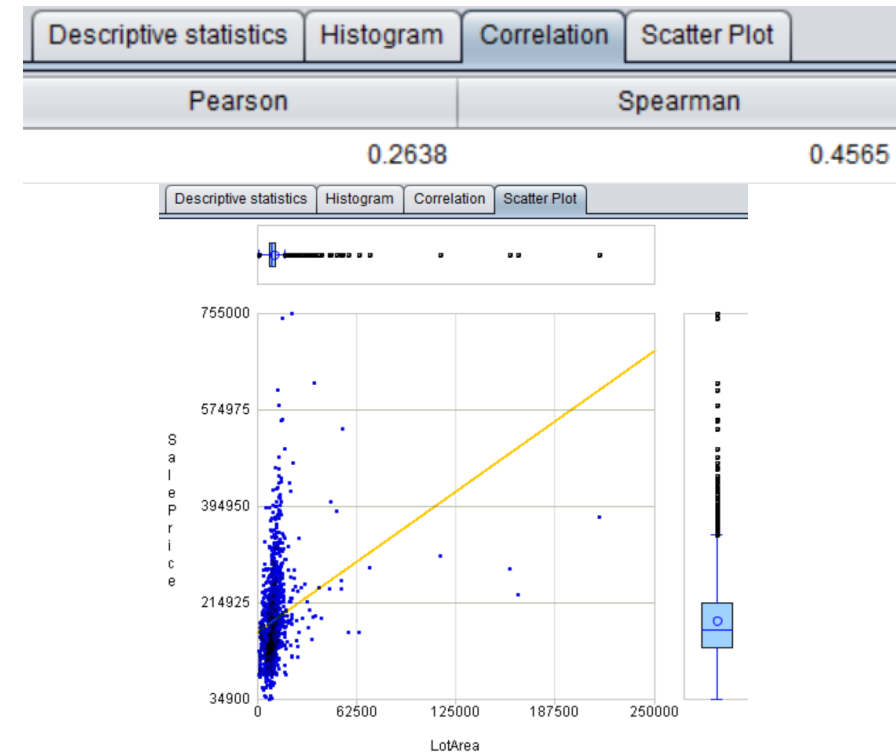 Descriptive statistics Histogram Correlation Scatter Plot
Pearson Spearman
0.2638 0.4565
Descriptive statistics Histogram Correlation Scatter Plot
755000
574975
394950
214925
34900
SalePrice
0 62500 125000 187500 250000
LotArea